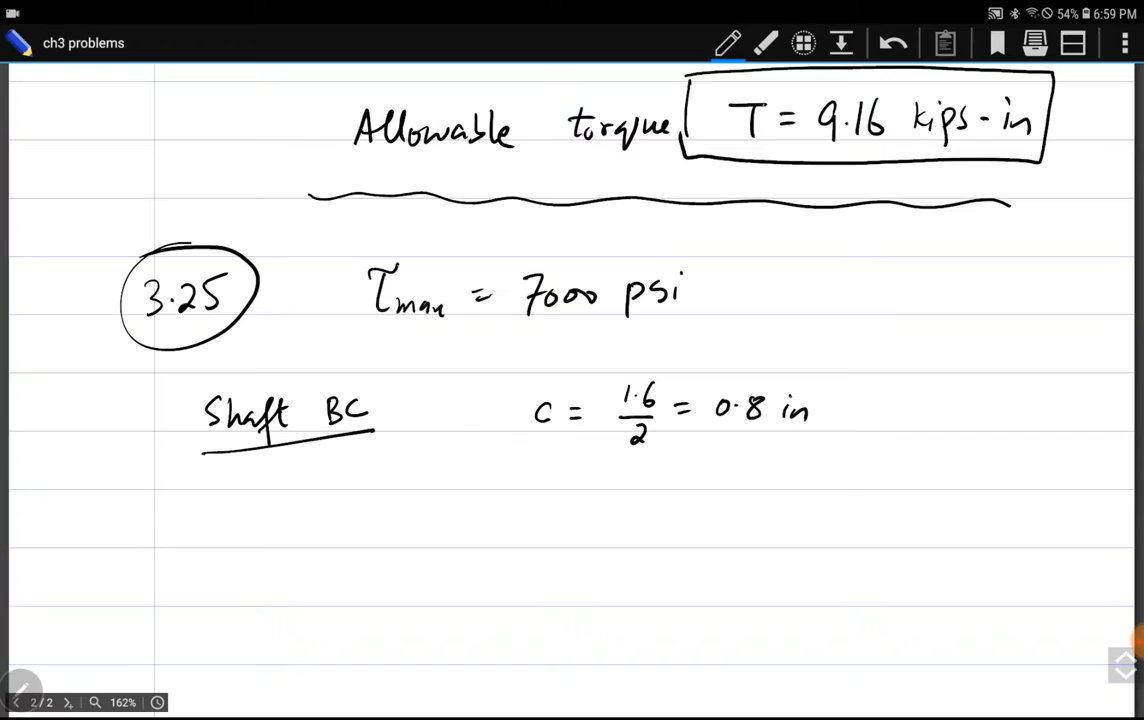 54% 6:59 PM
ch3 problems
Allowable torque, T = 9.16 kips-in
3.25 τmax = 7000 psi
Shaft BC c = 1.6/2 = 0.8 in
2/2 162%